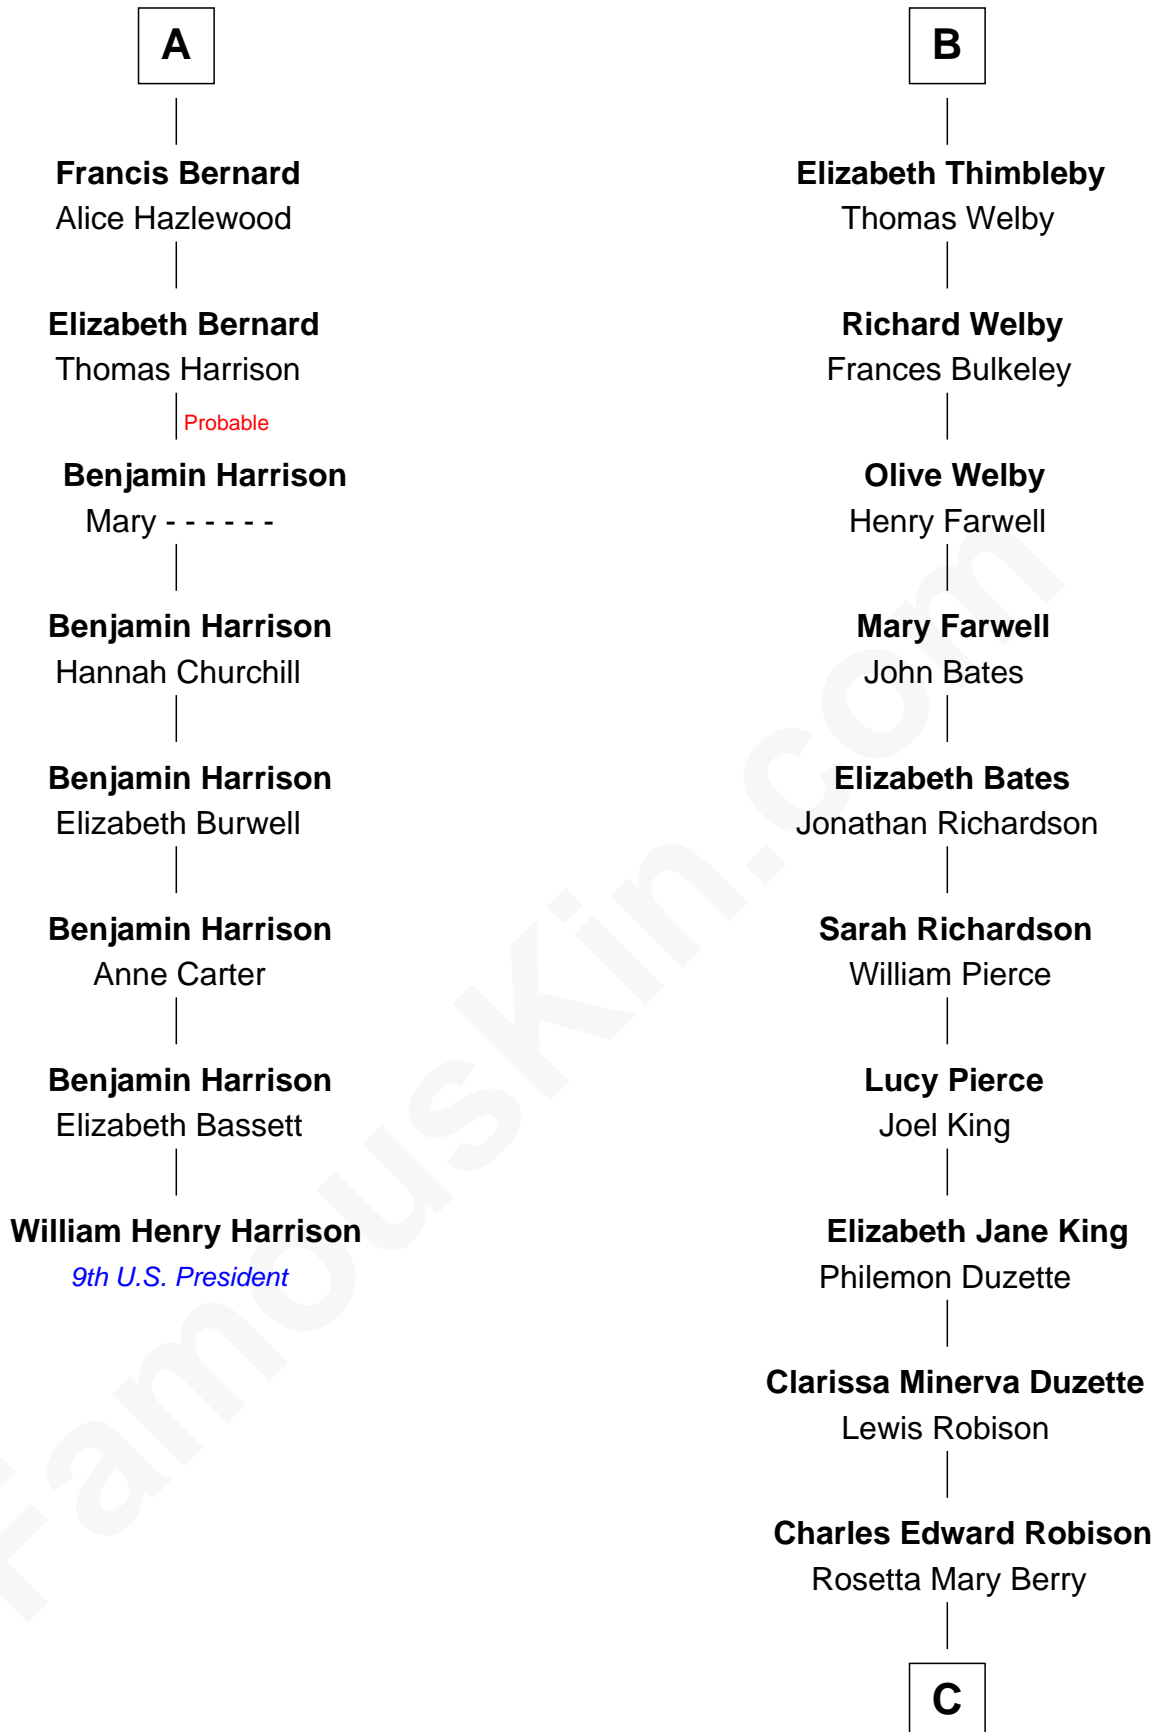 A
Francis Bernard
Alice Hazlewood
Elizabeth Bernard
Thomas Harrison
Probable
Benjamin Harrison
Mary - - - - - -
Benjamin Harrison
Hannah Churchill
Benjamin Harrison
Elizabeth Burwell
Benjamin Harrison
Anne Carter
Benjamin Harrison
Elizabeth Bassett
William Henry Harrison
9th U.S. President
B
Elizabeth Thimbleby
Thomas Welby
Richard Welby
Frances Bulkeley
Olive Welby
Henry Farwell
Mary Farwell
John Bates
Elizabeth Bates
Jonathan Richardson
Sarah Richardson
William Pierce
Lucy Pierce
Joel King
Elizabeth Jane King
Philemon Duzette
Clarissa Minerva Duzette
Lewis Robison
Charles Edward Robison
Rosetta Mary Berry
C
FamousKin.com